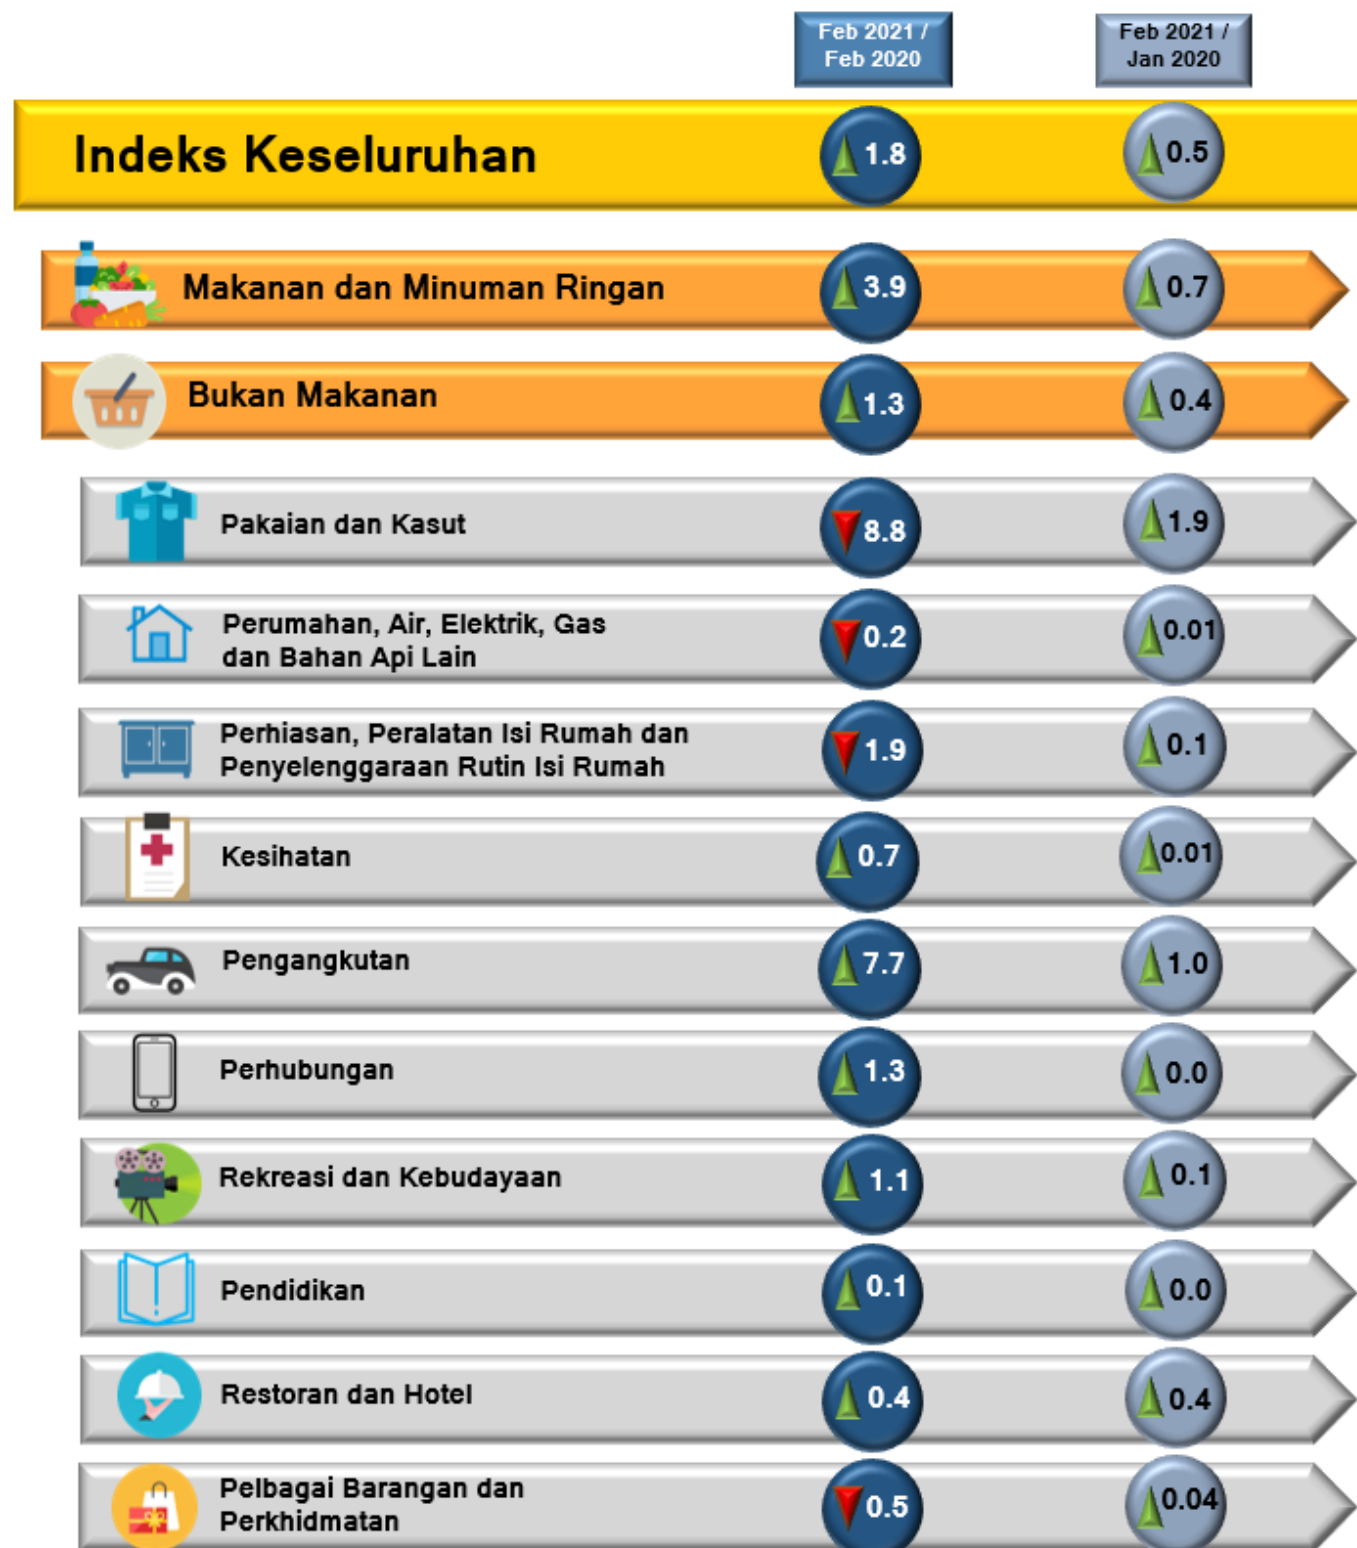 Feb 2021 / Feb 2021 /
Feb 2020 Jan 2020
Indeks Keseluruhan 1.8 0.5
Makanan dan Minuman Ringan 3.9 0.7
Bukan Makanan 1.3 0.4
Pakaian dan Kasut 8.8 1.9
Perumahan, Air, Elektrik, Gas
dan Bahan Api Lain 0.2 0.01
Perhiasan, Peralatan Isi Rumah dan
Penyelenggaraan Rutin Isi Rumah 1.9 0.1
Kesihatan 0.7 0.01
Pengangkutan 7.7 1.0
Perhubungan 1.3 0.0
Rekreasi dan Kebudayaan 1.1 0.1
Pendidikan 0.1 0.0
Restoran dan Hotel 0.4 0.4
Pelbagai Barangan dan
Perkhidmatan 0.5 0.04